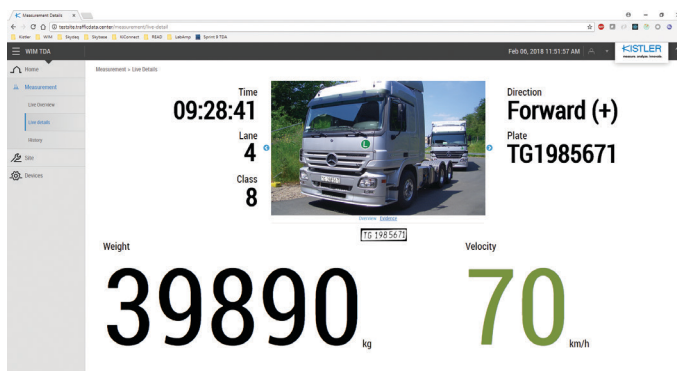 Measurement Details
testsite.trafficdata.center/measurement/live-detail
Kistler WIM Skyzaq Skybase KiConnect READ LabAmp Sprint 8 TDA
WIM TDA
Feb 06, 2018 11:51:57 AM
KISTLER
measure. analyze. innovate.
Home
Measurement
Live Overview
Live details
History
Site
Devices
Measurement » Live Details
Time
09:28:41
Lane
4
Class
8
Direction
Forward (+)
Plate
TG1985671
Overview Evidence
TG 1985671
Weight
39890 kg
Velocity
70 km/h